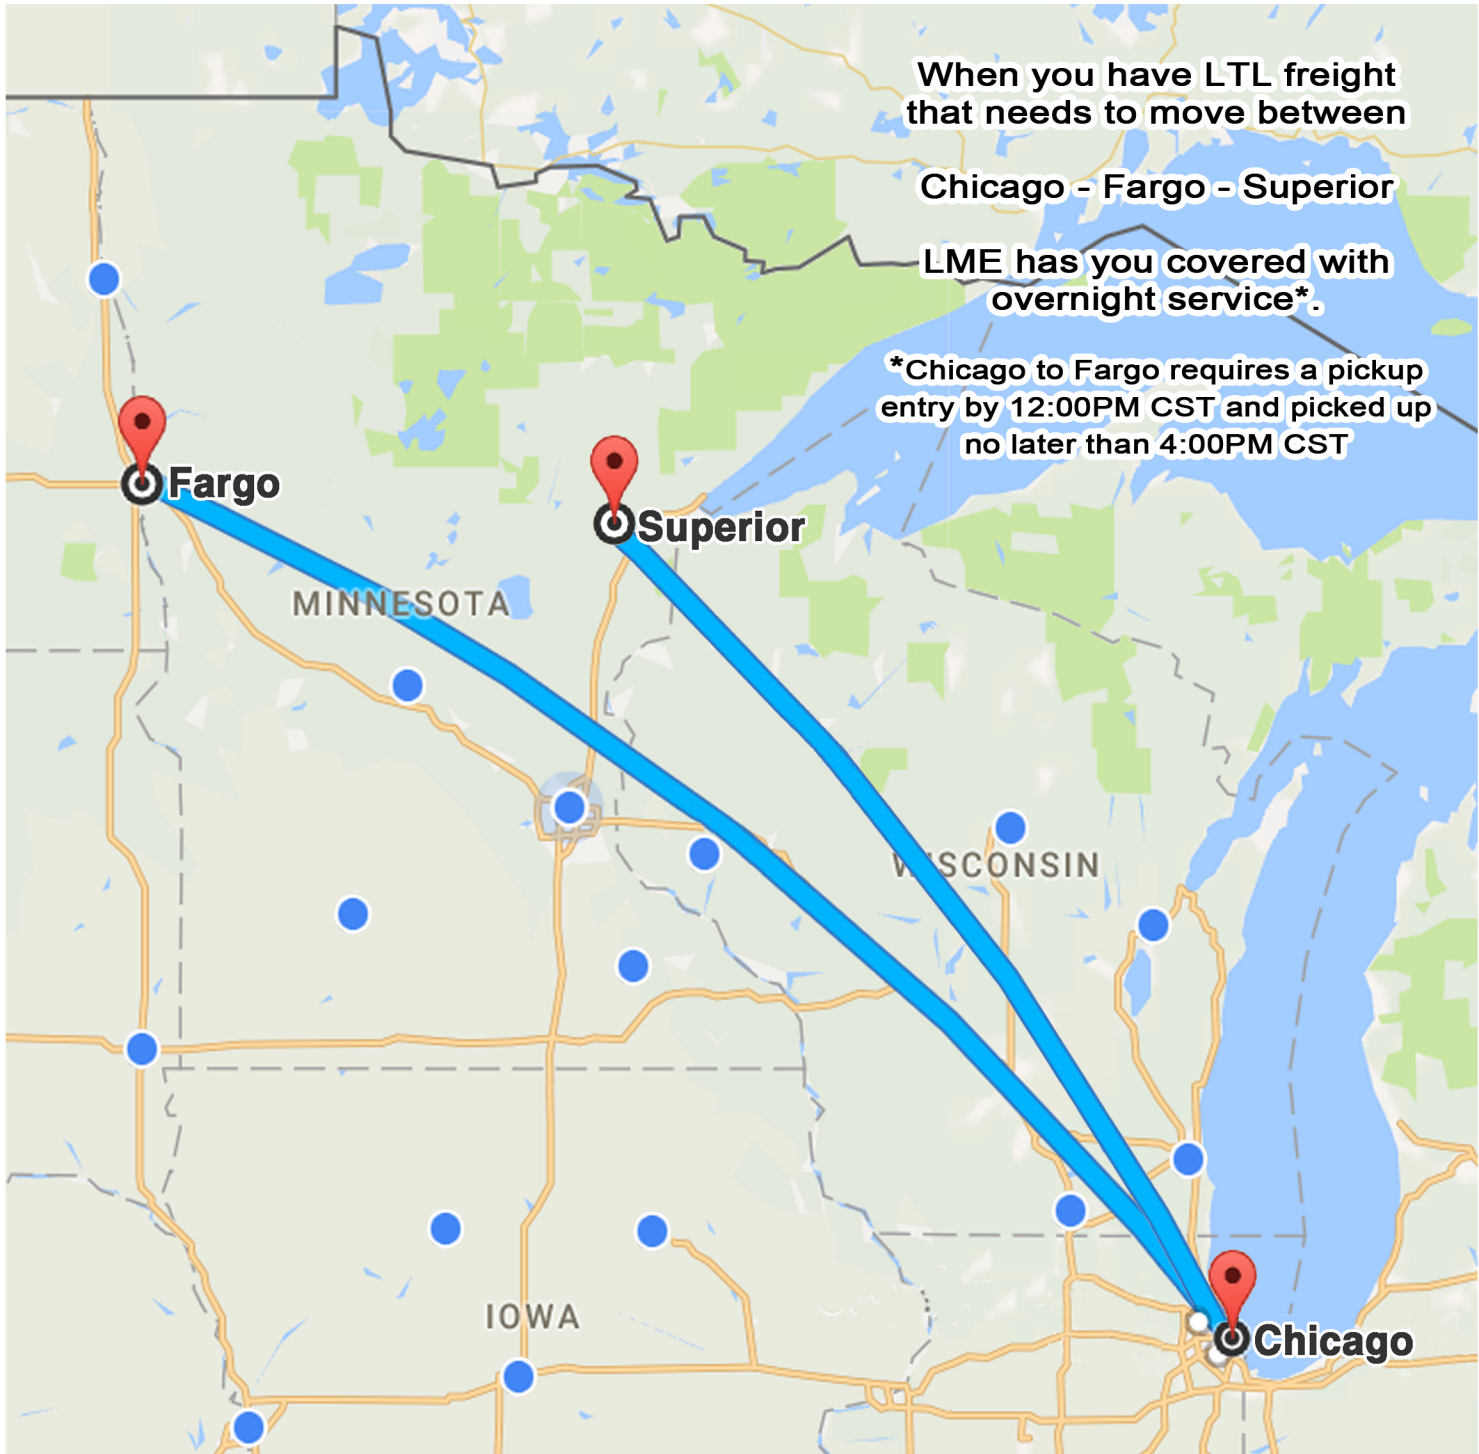 When you have LTL freight
that needs to move between
Chicago - Fargo - Superior
LME has you covered with
overnight service*.
*Chicago to Fargo requires a pickup
entry by 12:00PM CST and picked up
no later than 4:00PM CST
Fargo
Superior
MINNESOTA
WISCONSIN
IOWA
Chicago